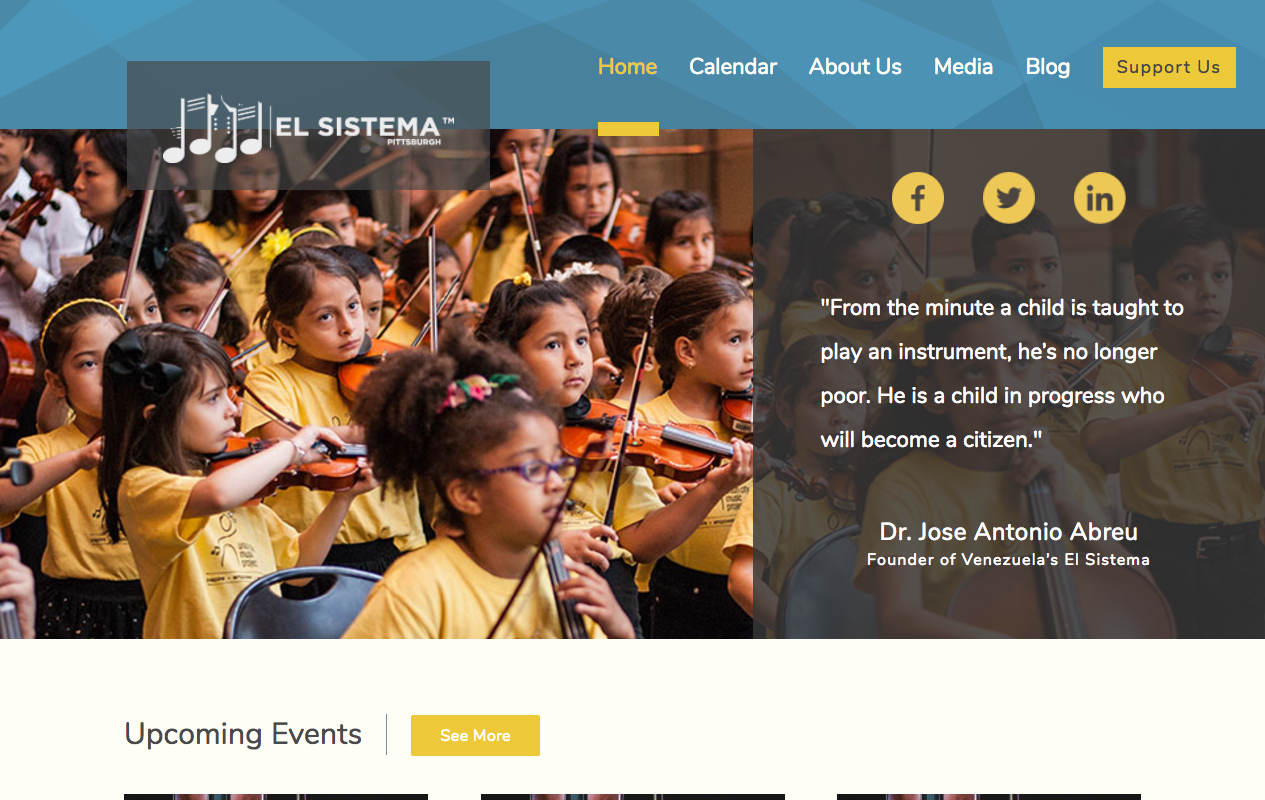 Home Calendar About Us Media Blog Support Us
EL SISTEMA™
PITTSBURGH
"From the minute a child is taught to
play an instrument, he’s no longer
poor. He is a child in progress who
will become a citizen."
Dr. Jose Antonio Abreu
Founder of Venezuela’s El Sistema
Upcoming Events
See More